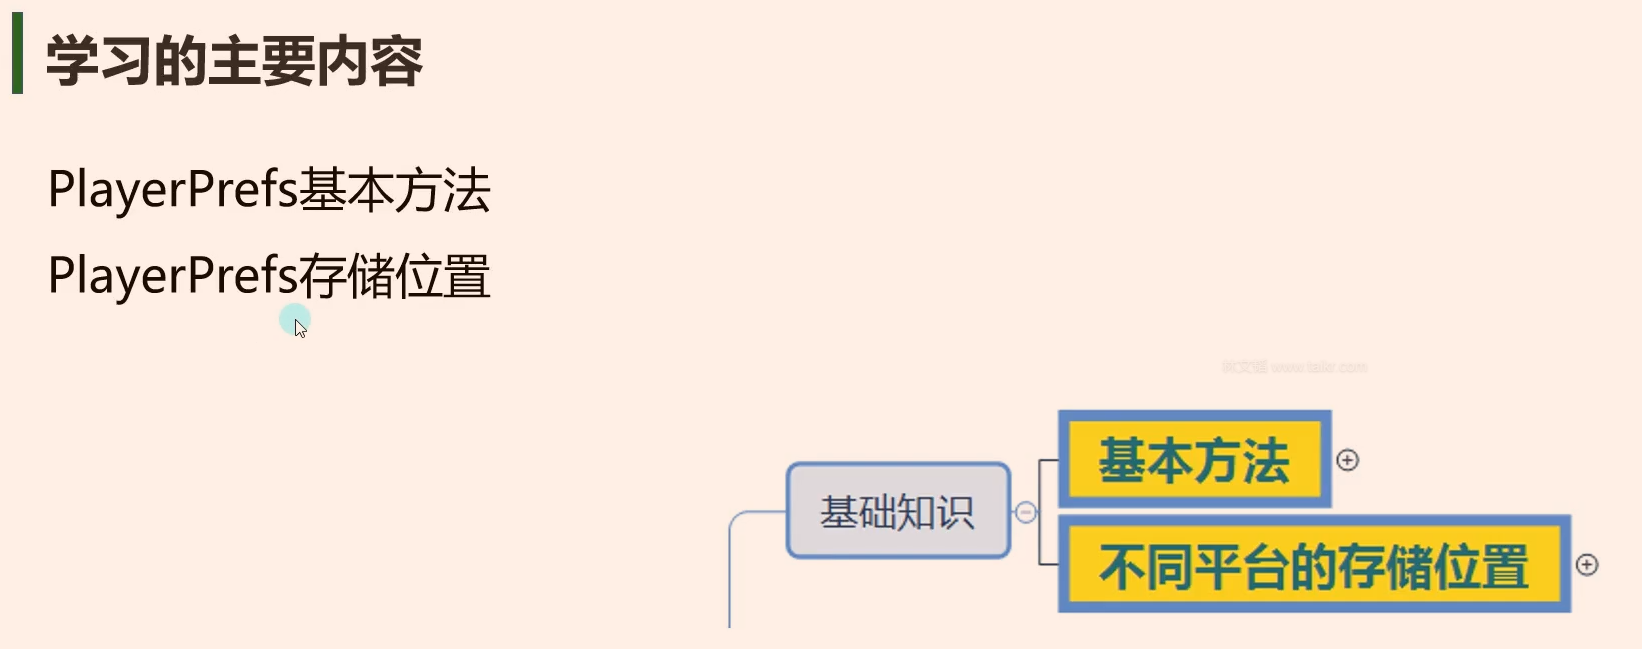 学习的主要内容
PlayerPrefs基本方法
PlayerPrefs存储位置
基本方法
基础知识
不同平台的存储位置